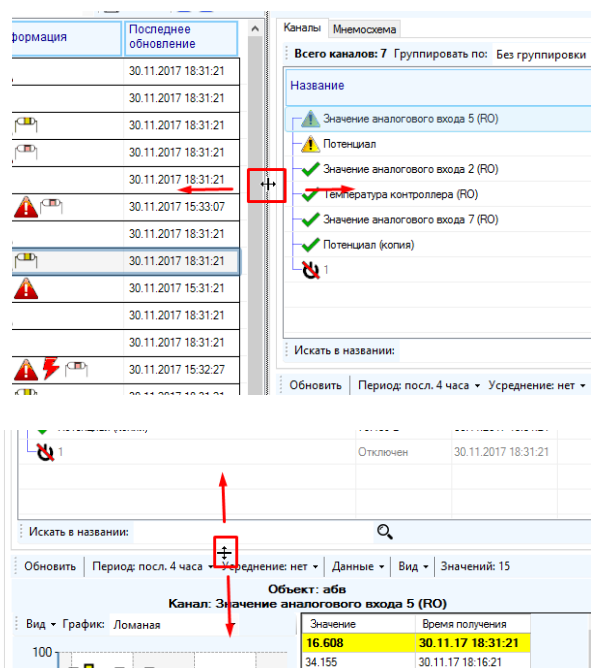 формация
Последнее
обновление
30.11.2017 18:31:21
30.11.2017 18:31:21
30.11.2017 18:31:21
30.11.2017 18:31:21
30.11.2017 18:31:21
30.11.2017 15:33:07
30.11.2017 18:31:21
30.11.2017 18:31:21
30.11.2017 15:31:21
30.11.2017 18:31:21
30.11.2017 18:31:21
30.11.2017 15:32:27
Каналы Мнемосхема
Всего каналов: 7 Группировать по: Без группировки
Название
Значение аналогового входа 5 (RO)
Потенциал
Значение аналогового входа 2 (RO)
Температура контроллера (RO)
Значение аналогового входа 7 (RO)
Потенциал (копия)
1
Искать в названии:
Обновить Период: посл. 4 часа Усреднение: нет
1 Отключен 30.11.2017 18:31:21
Искать в названии:
Обновить Период: посл. 4 часа Усреднение: нет Данные Вид Значений: 15
Объект: абв
Канал: Значение аналогового входа 5 (RO)
Вид График: Ломаная
Значение Время получения
16.608 30.11.17 18:31:21
34.155 30.11.17 18:16:21
100